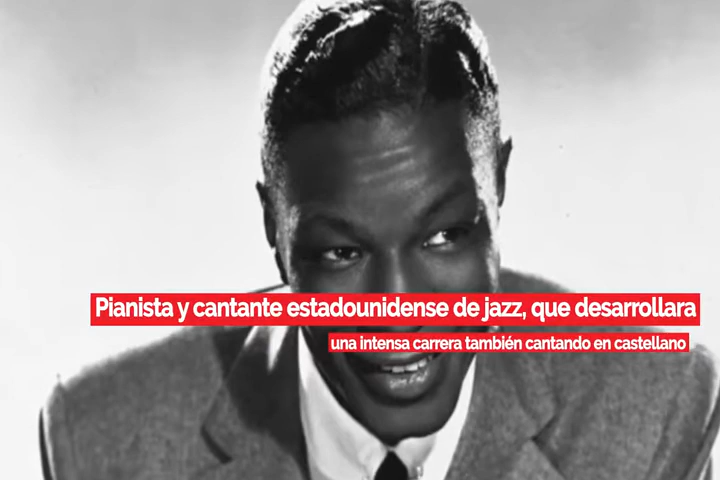 Pianista y cantante estadounidense de jazz, que desarrollara
una intensa carrera también cantando en castellano